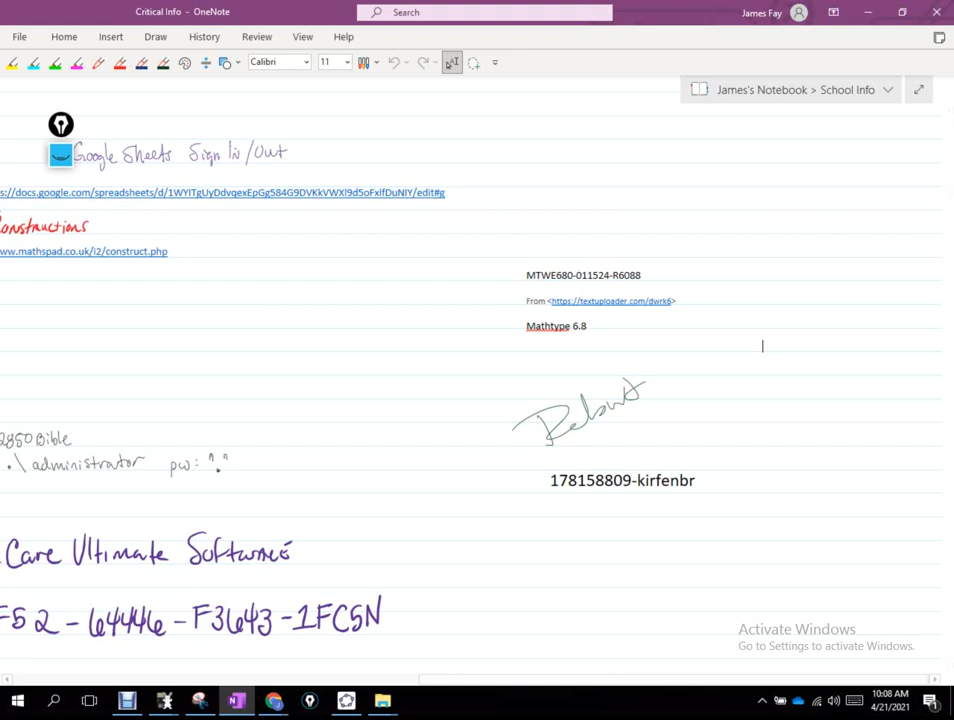 Critical Info - OneNote
Search
James Fay
File Home Insert Draw History Review View Help
Calibri 11
James's Notebook > School Info
Google Sheets Sign In/Out
s://docs.google.com/spreadsheets/d/1WYITgUyDdvqexEpGg584G9DVKkVWXl9d5oFxlfDuNIY/edit#g
Constructions
ww.mathspad.co.uk/i2/construct.php
MTWE680-011524-R6088
From <https://textuploader.com/dwrk6>
Mathtype 6.8
2850 Bible
.\administrator pw: "."
178158809-kirfenbr
Care Ultimate Software
F52-64446-F3643-1FC5N
Activate Windows
Go to Settings to activate Windows.
10:08 AM
4/21/2021